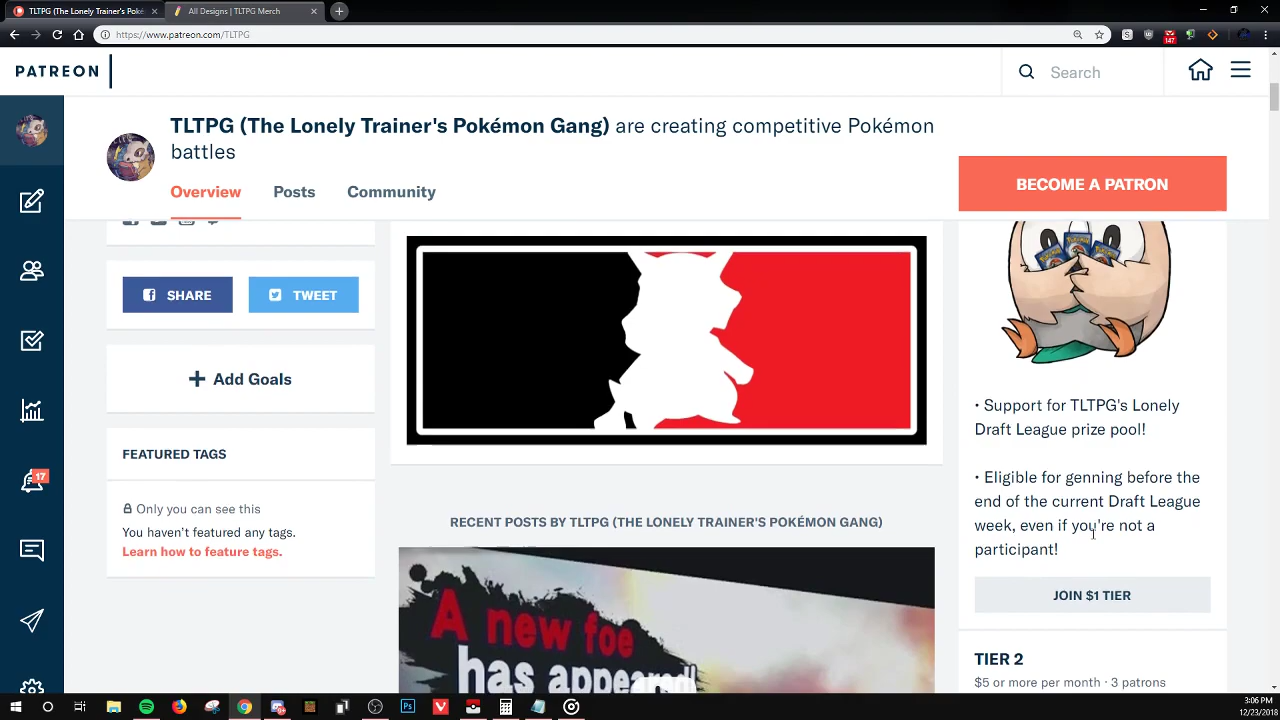 TLTPG (The Lonely Trainer's Poké
All Designs | TLTPG Merch
https://www.patreon.com/TLTPG
147
PATREON
Search
TLTPG (The Lonely Trainer's Pokémon Gang) are creating competitive Pokémon
battles
BECOME A PATRON
Overview
Posts
Community
SHARE
TWEET
Add Goals
FEATURED TAGS
Only you can see this
You haven't featured any tags.
Learn how to feature tags.
17
RECENT POSTS BY TLTPG (THE LONELY TRAINER'S POKÉMON GANG)
A new foe
has appeared!
• Support for TLTPG's Lonely
Draft League prize pool!
• Eligible for genning before the
end of the current Draft League
week, even if you're not a
participant!
JOIN $1 TIER
TIER 2
$5 or more per month · 3 patrons
3:06 PM
12/23/2018